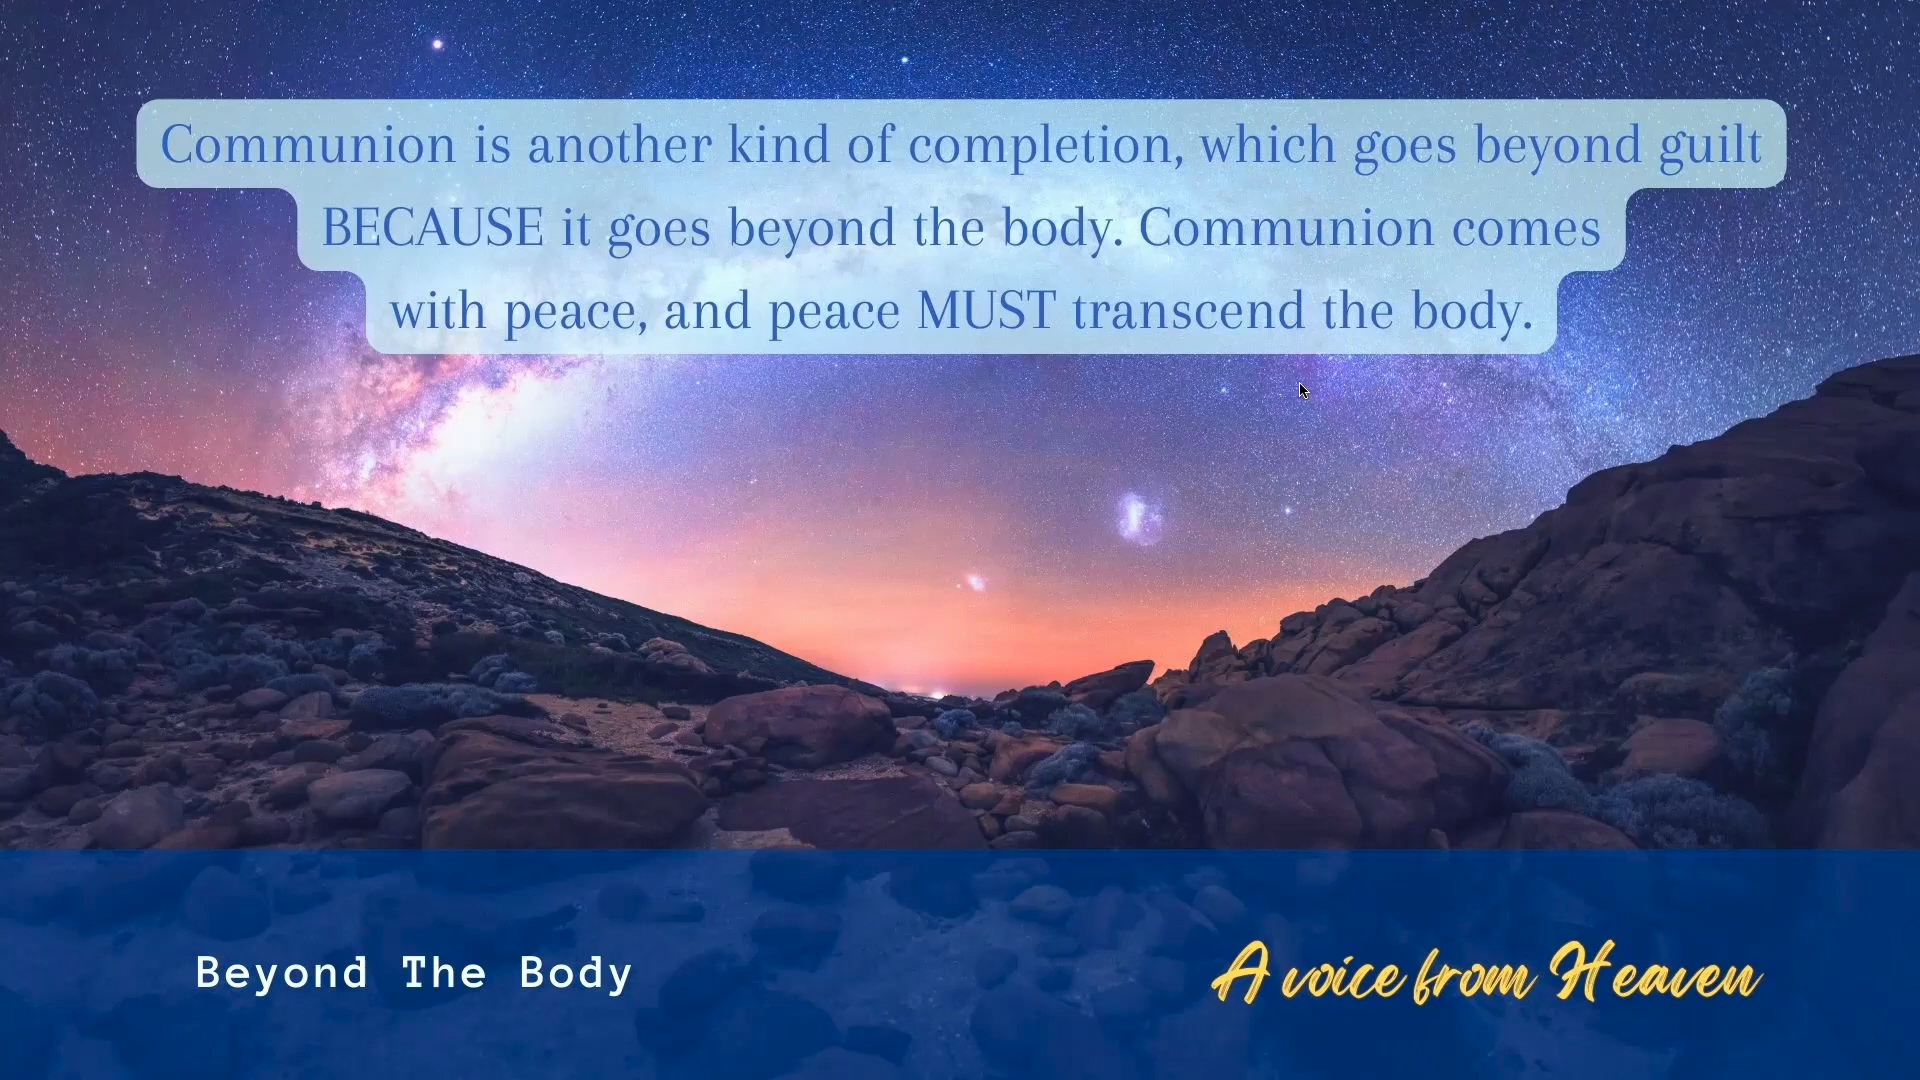 Communion is another kind of completion, which goes beyond guilt
BECAUSE it goes beyond the body. Communion comes
with peace, and peace MUST transcend the body.
Beyond The Body
A voice from Heaven